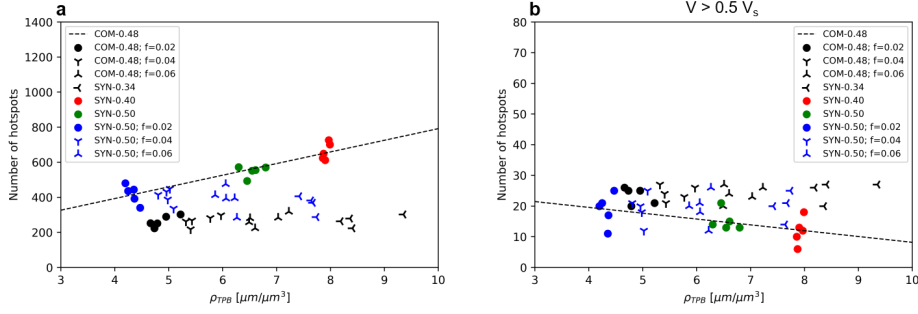 a
1400
1200
1000
800
600
400
200
0
Number of hotspots
COM-0.48
COM-0.48; f=0.02
COM-0.48; f=0.04
COM-0.48; f=0.06
SYN-0.34
SYN-0.40
SYN-0.50
SYN-0.50; f=0.02
SYN-0.50; f=0.04
SYN-0.50; f=0.06
3 4 5 6 7 8 9 10
ρTPB [μm/μm³]
b
V > 0.5 Vs
80
70
60
50
40
30
20
10
0
Number of hotspots
COM-0.48
COM-0.48; f=0.02
COM-0.48; f=0.04
COM-0.48; f=0.06
SYN-0.34
SYN-0.40
SYN-0.50
SYN-0.50; f=0.02
SYN-0.50; f=0.04
SYN-0.50; f=0.06
3 4 5 6 7 8 9 10
ρTPB [μm/μm³]